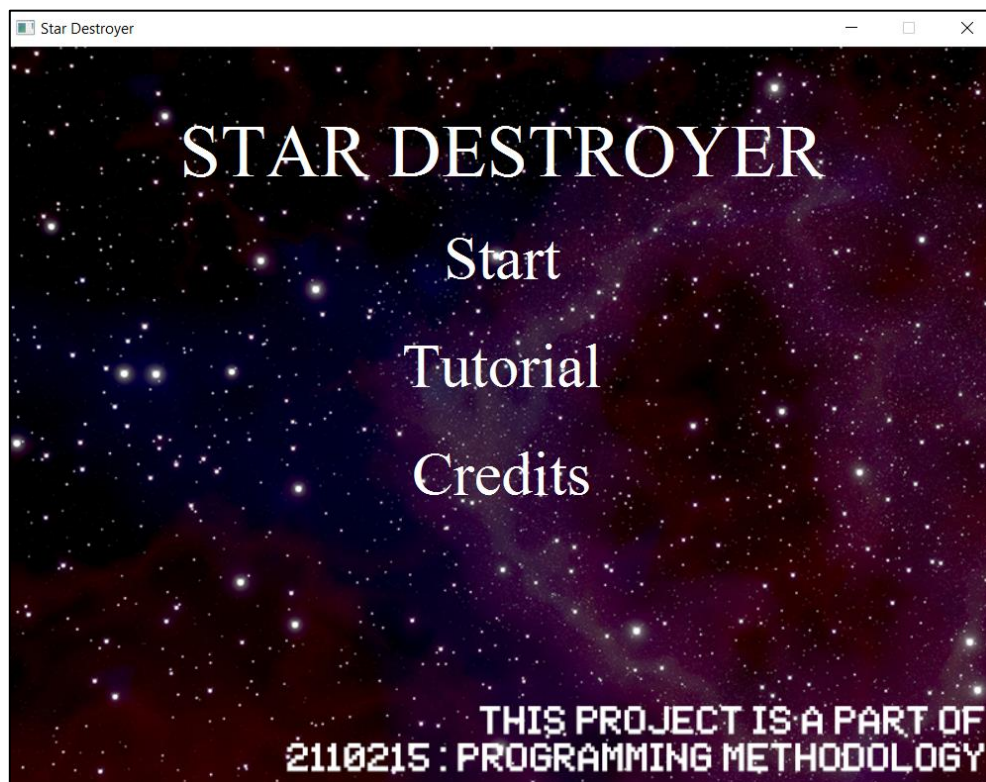 Star Destroyer
STAR DESTROYER
Start
Tutorial
Credits
THIS PROJECT IS A PART OF
2110215 : PROGRAMMING METHODOLOGY